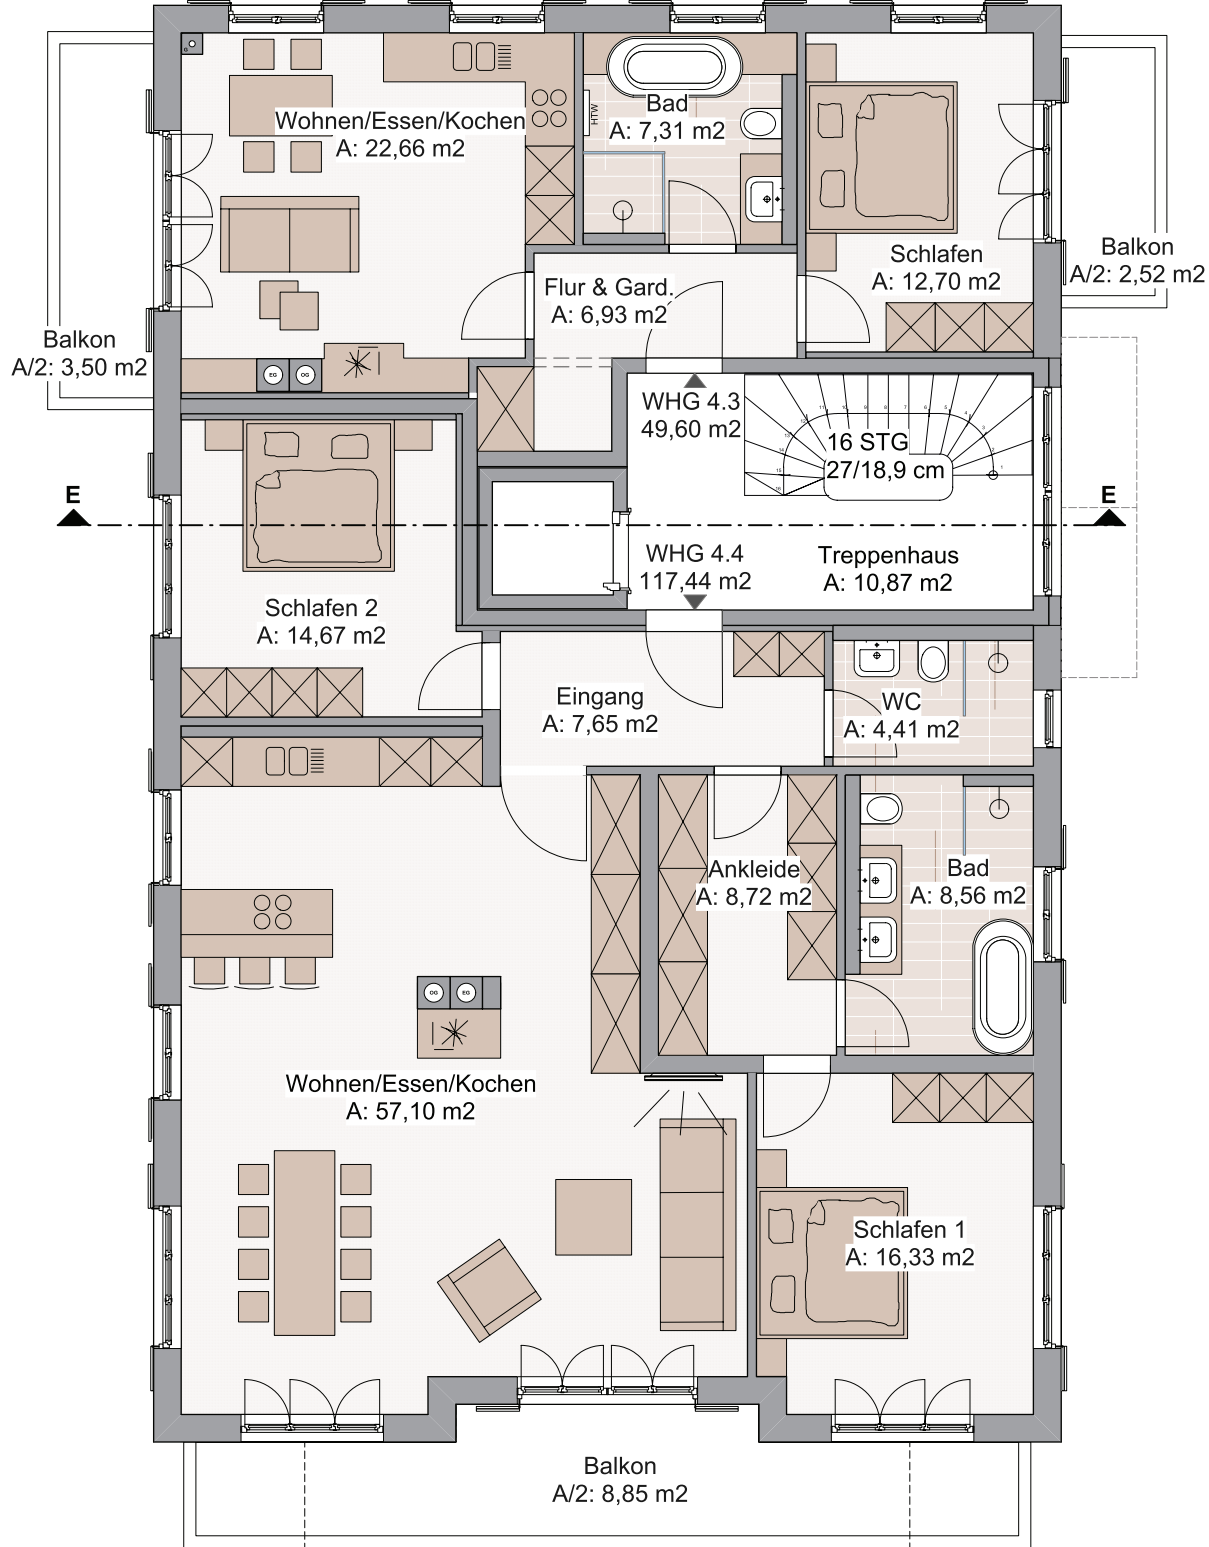 Wohnen/Essen/Kochen
A: 22,66 m2
HTW
Bad
A: 7,31 m2
Schlafen
A: 12,70 m2
Balkon
A/2: 2,52 m2
Flur & Gard.
A: 6,93 m2
Balkon
A/2: 3,50 m2
EG
OG
WHG 4.3
49,60 m2
16 STG
27/18,9 cm
E
E
WHG 4.4
117,44 m2
Treppenhaus
A: 10,87 m2
Schlafen 2
A: 14,67 m2
Eingang
A: 7,65 m2
WC
A: 4,41 m2
Ankleide
A: 8,72 m2
Bad
A: 8,56 m2
OG
EG
Wohnen/Essen/Kochen
A: 57,10 m2
Schlafen 1
A: 16,33 m2
Balkon
A/2: 8,85 m2